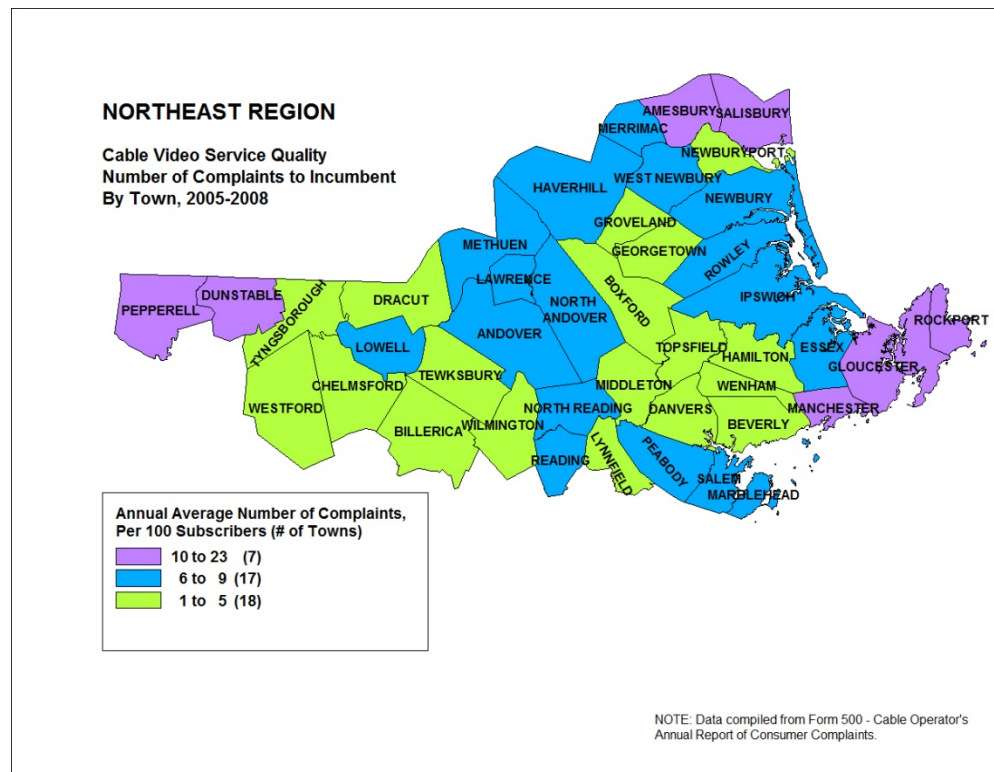 NORTHEAST REGION
Cable Video Service Quality
Number of Complaints to Incumbent
By Town, 2005-2008
AMESBURY
SALISBURY
MERRIMAC
NEWBURYPORT
WEST NEWBURY
HAVERHILL
NEWBURY
GROVELAND
METHUEN
GEORGETOWN
ROWLEY
LAWRENCE
DUNSTABLE
PEPPERELL
DRACUT
BOXFORD
IPSWICH
NORTH
ANDOVER
ROCKPORT
TYNGSBOROUGH
ANDOVER
LOWELL
TOPSFIELD
ESSEX
HAMILTON
GLOUCESTER
TEWKSBURY
CHELMSFORD
MIDDLETON
WENHAM
WESTFORD
NORTH READING
DANVERS
MANCHESTER
WILMINGTON
BEVERLY
BILLERICA
READING
LYNNFIELD
PEABODY
SALEM
MARBLEHEAD
Annual Average Number of Complaints,
Per 100 Subscribers (# of Towns)
10 to 23 (7)
6 to 9 (17)
1 to 5 (18)
NOTE: Data compiled from Form 500 - Cable Operator's
Annual Report of Consumer Complaints.